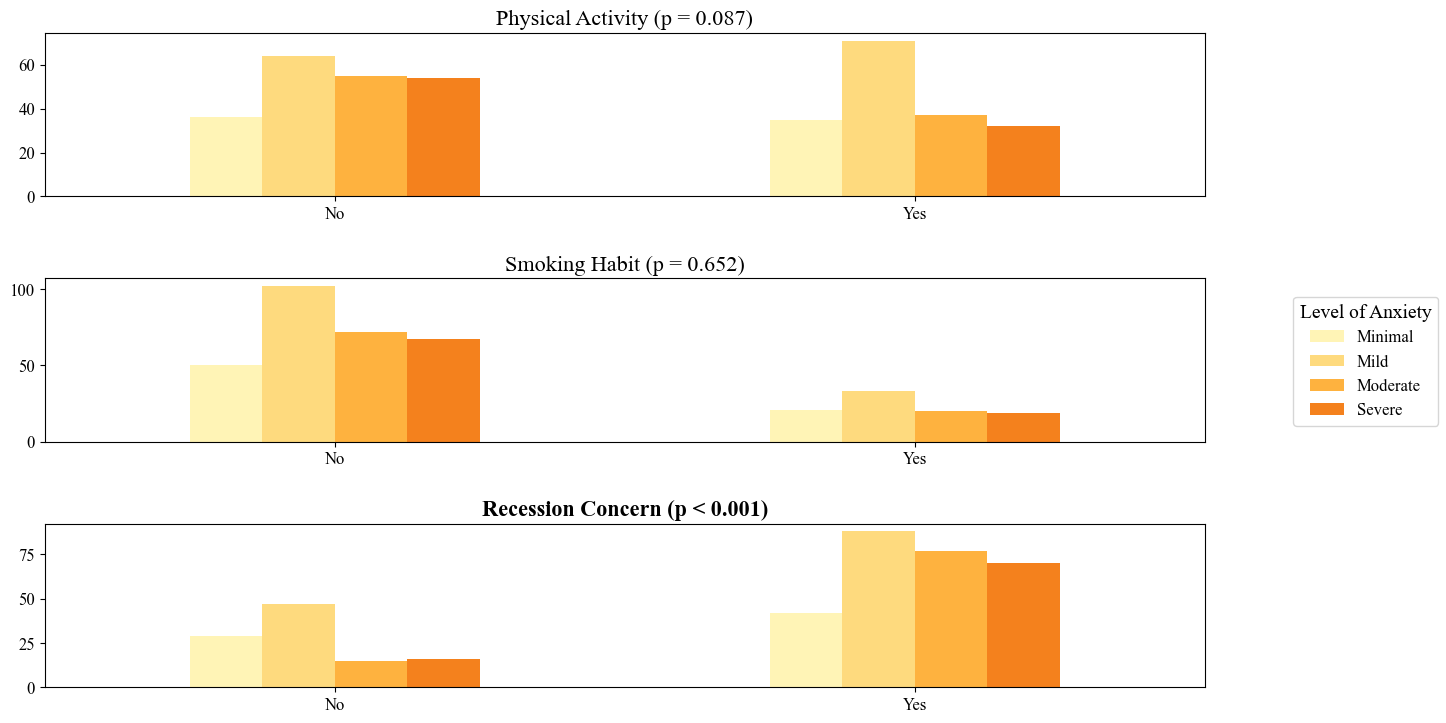 Physical Activity (p = 0.087)
60
40
20
0
No
Yes
Smoking Habit (p = 0.652)
100
50
0
No
Yes
Level of Anxiety
Minimal
Mild
Moderate
Severe
Recession Concern (p < 0.001)
75
50
25
0
No
Yes